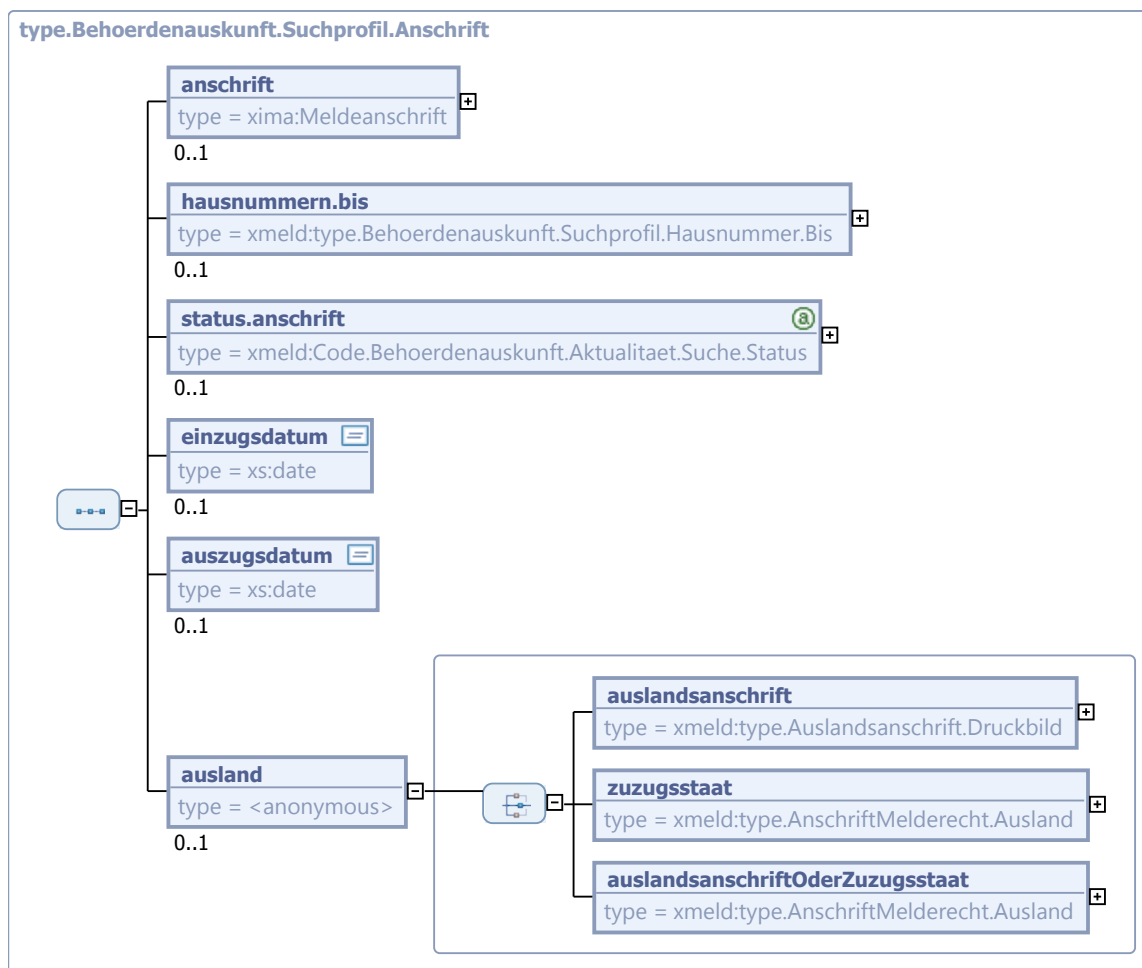 type.Behoerdenauskunft.Suchprofil.Anschrift
anschrift
type = xima:Meldeanschrift
0..1
hausnummern.bis
type = xmeld:type.Behoerdenauskunft.Suchprofil.Hausnummer.Bis
0..1
status.anschrift
type = xmeld:Code.Behoerdenauskunft.Aktualitaet.Suche.Status
0..1
einzugsdatum
type = xs:date
0..1
auszugsdatum
type = xs:date
0..1
ausland
type = <anonymous>
0..1
auslandsanschrift
type = xmeld:type.Auslandsanschrift.Druckbild
zuzugsstaat
type = xmeld:type.AnschriftMelderecht.Ausland
auslandsanschriftOderZuzugsstaat
type = xmeld:type.AnschriftMelderecht.Ausland